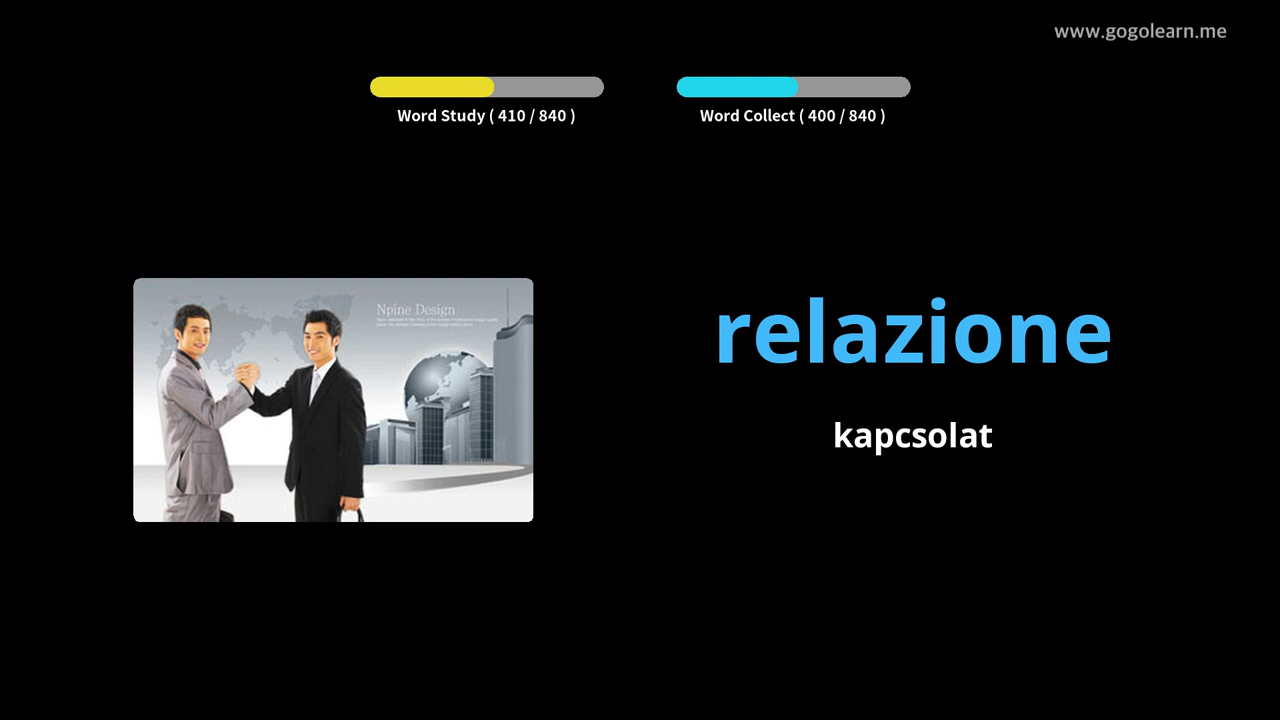 www.gogolearn.me
Word Study ( 410 / 840 )
Word Collect ( 400 / 840 )
Npine Design
relazione
kapcsolat